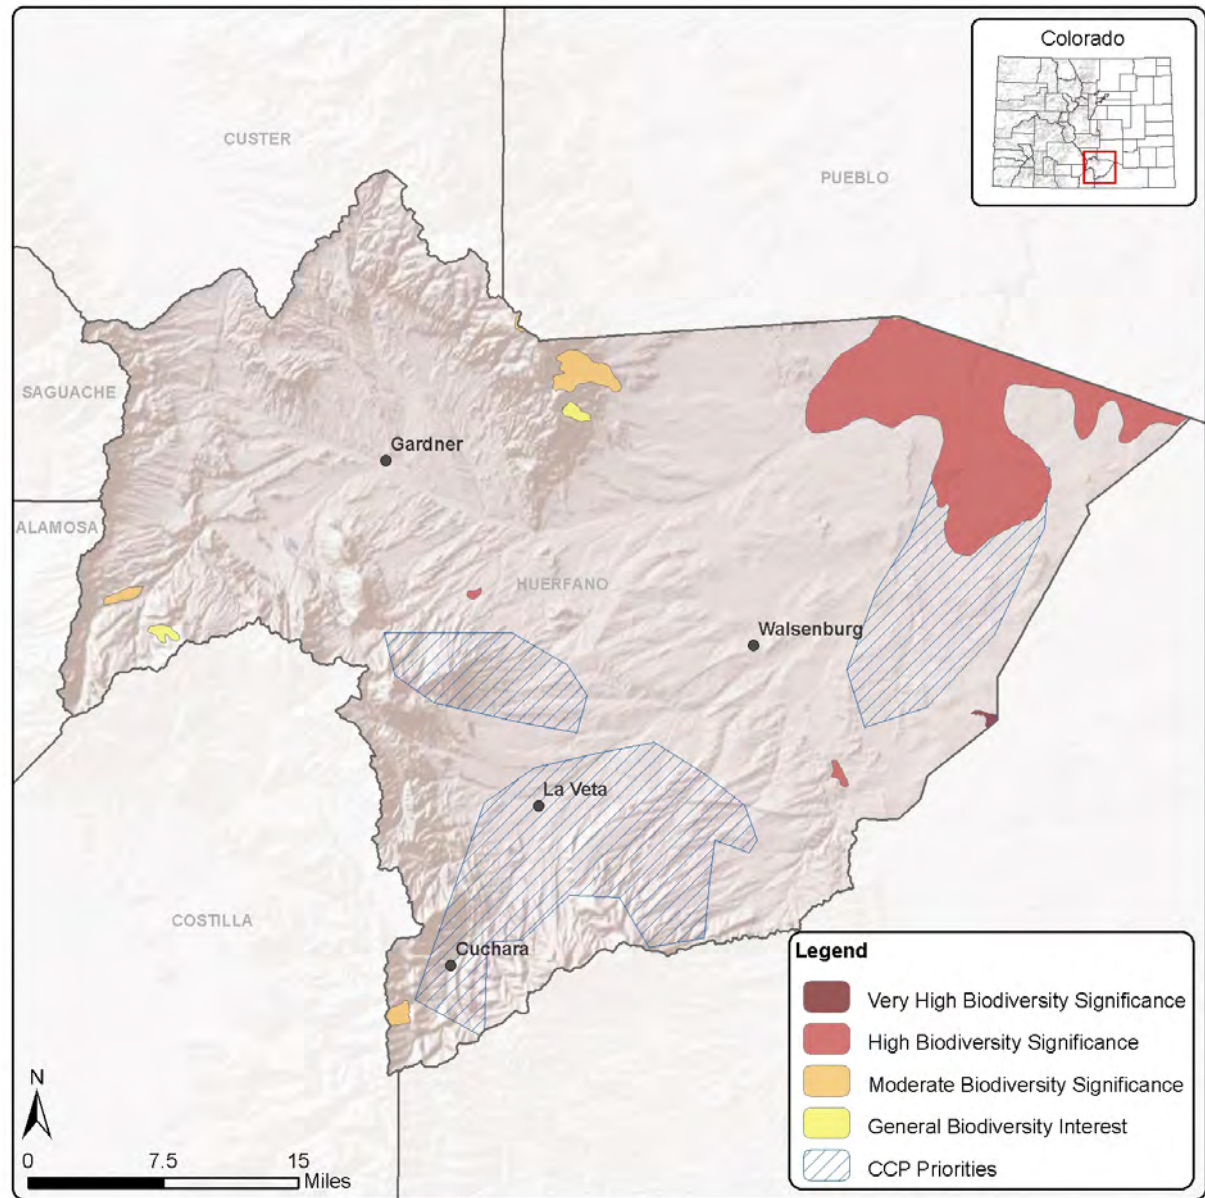 Colorado
CUSTER
PUEBLO
SAGUACHE
Gardner
ALAMOSA
HUERFANO
Walsenburg
La Veta
COSTILLA
Cuchara
Legend
Very High Biodiversity Significance
High Biodiversity Significance
Moderate Biodiversity Significance
General Biodiversity Interest
CCP Priorities
N
0 7.5 15
Miles